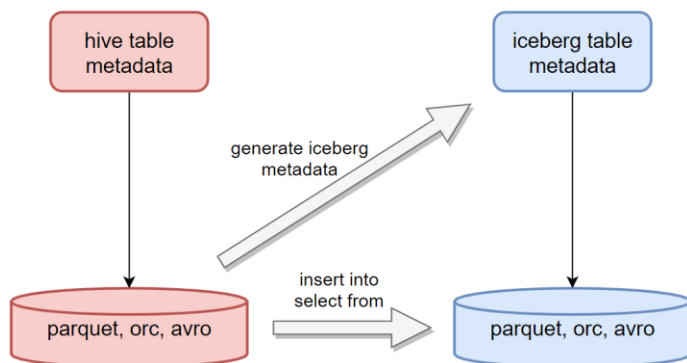 hive table
metadata
iceberg table
metadata
generate iceberg
metadata
insert into
select from
parquet, orc, avro
parquet, orc, avro